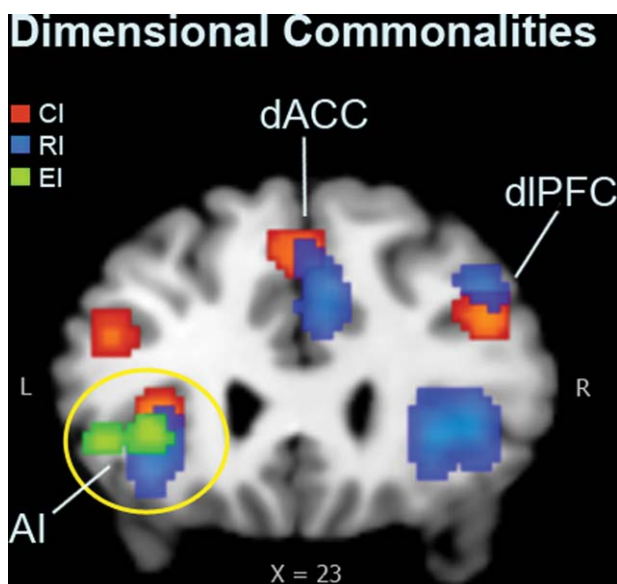 Dimensional Commonalities
CI
RI
EI
dACC
dlPFC
L
R
AI
X = 23